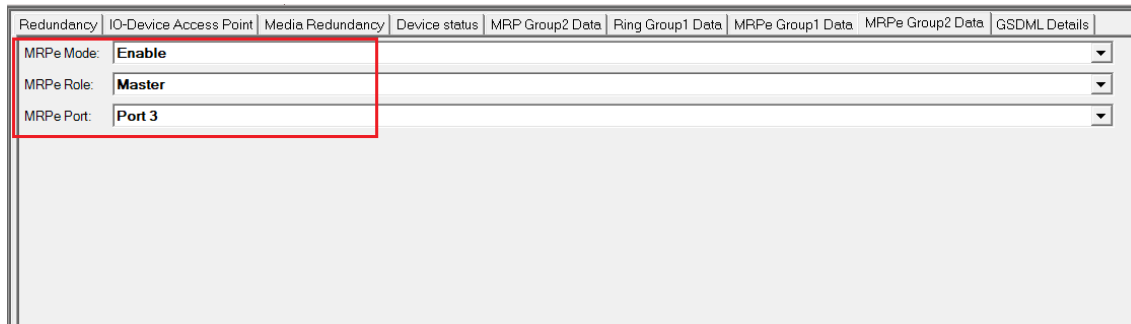 Redundancy IO-Device Access Point Media Redundancy Device status MRP Group2 Data Ring Group1 Data MRPe Group1 Data MRPe Group2 Data GSDML Details
MRPe Mode: Enable
MRPe Role: Master
MRPe Port: Port 3